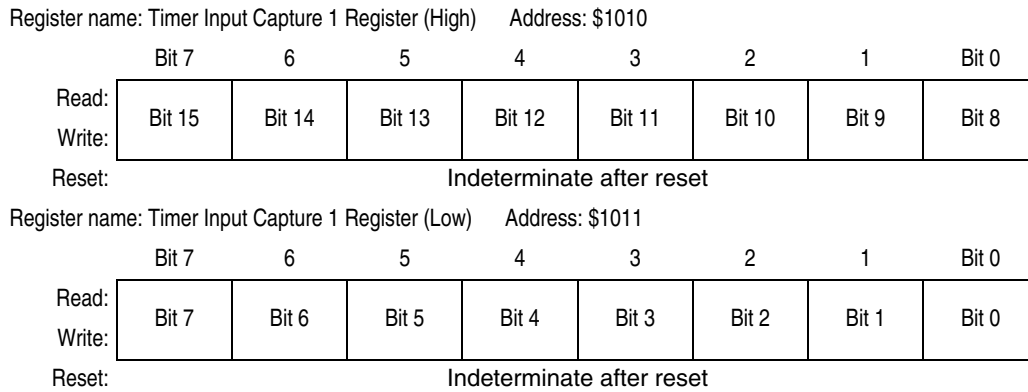 Register name: Timer Input Capture 1 Register (High) Address: $1010
Bit 7 6 5 4 3 2 1 Bit 0
Read:
Bit 15 Bit 14 Bit 13 Bit 12 Bit 11 Bit 10 Bit 9 Bit 8
Write:
Reset: Indeterminate after reset
Register name: Timer Input Capture 1 Register (Low) Address: $1011
Bit 7 6 5 4 3 2 1 Bit 0
Read:
Bit 7 Bit 6 Bit 5 Bit 4 Bit 3 Bit 2 Bit 1 Bit 0
Write:
Reset: Indeterminate after reset